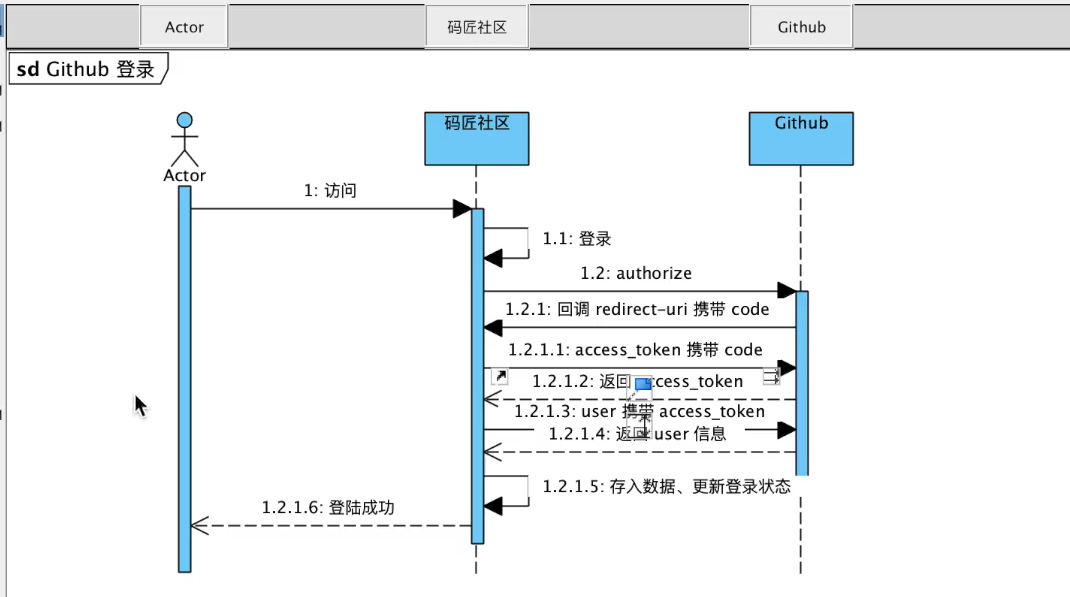 Actor 码匠社区 Github
sd Github 登录
码匠社区 Github
Actor
1: 访问
1.1: 登录
1.2: authorize
1.2.1: 回调 redirect-uri 携带 code
1.2.1.1: access_token 携带 code
1.2.1.2: 返回 access_token
1.2.1.3: user 携带 access_token
1.2.1.4: 返回 user 信息
1.2.1.5: 存入数据、更新登录状态
1.2.1.6: 登陆成功